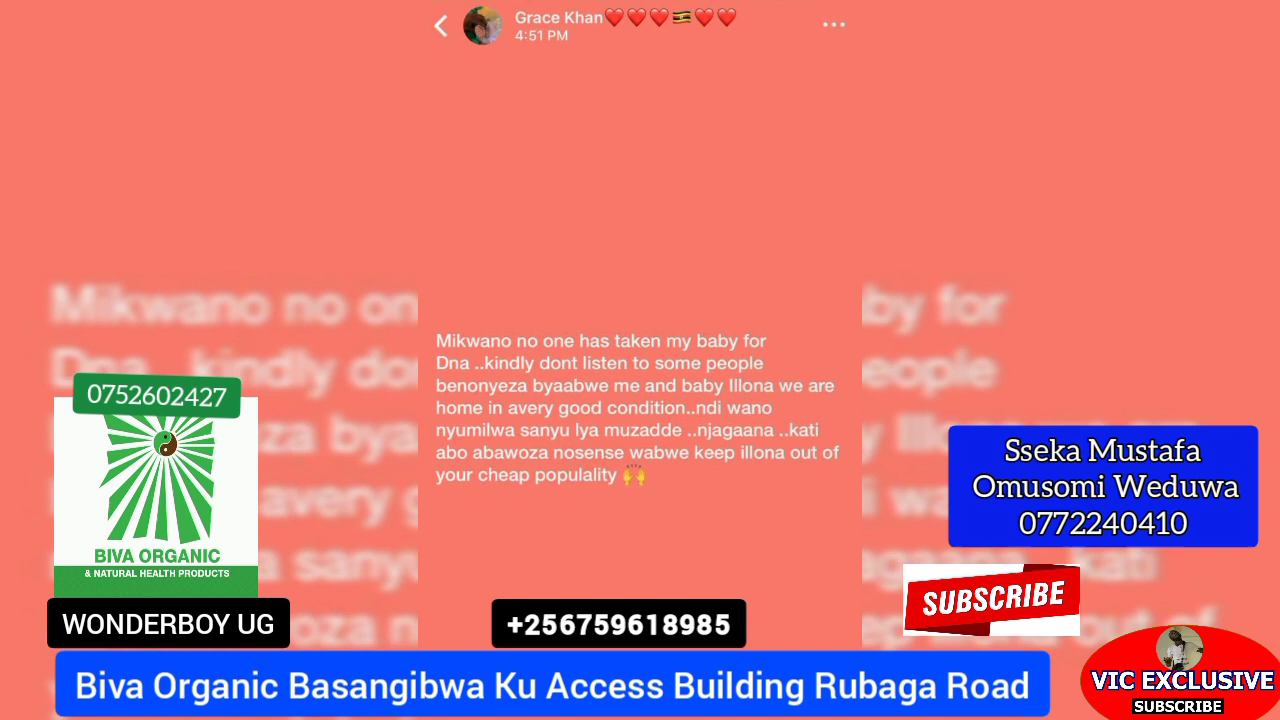 Grace Khan❤️❤️❤️🇺🇬❤️❤️
4:51 PM
Mikwano no one has taken my baby for
Dna ..kindly dont listen to some people
benonyeza byaabwe me and baby Illona we are
home in avery good condition..ndi wano
nyumilwa sanyu lya muzadde ..njagaana ..kati
abo abawoza nosense wabwe keep illona out of
your cheap populality 🙌
0752602427
BIVA ORGANIC
& NATURAL HEALTH PRODUCTS
WONDERBOY UG
+256759618985
Sseka Mustafa
Omusomi Weduwa
0772240410
SUBSCRIBE
Biva Organic Basangibwa Ku Access Building Rubaga Road
VIC EXCLUSIVE
SUBSCRIBE